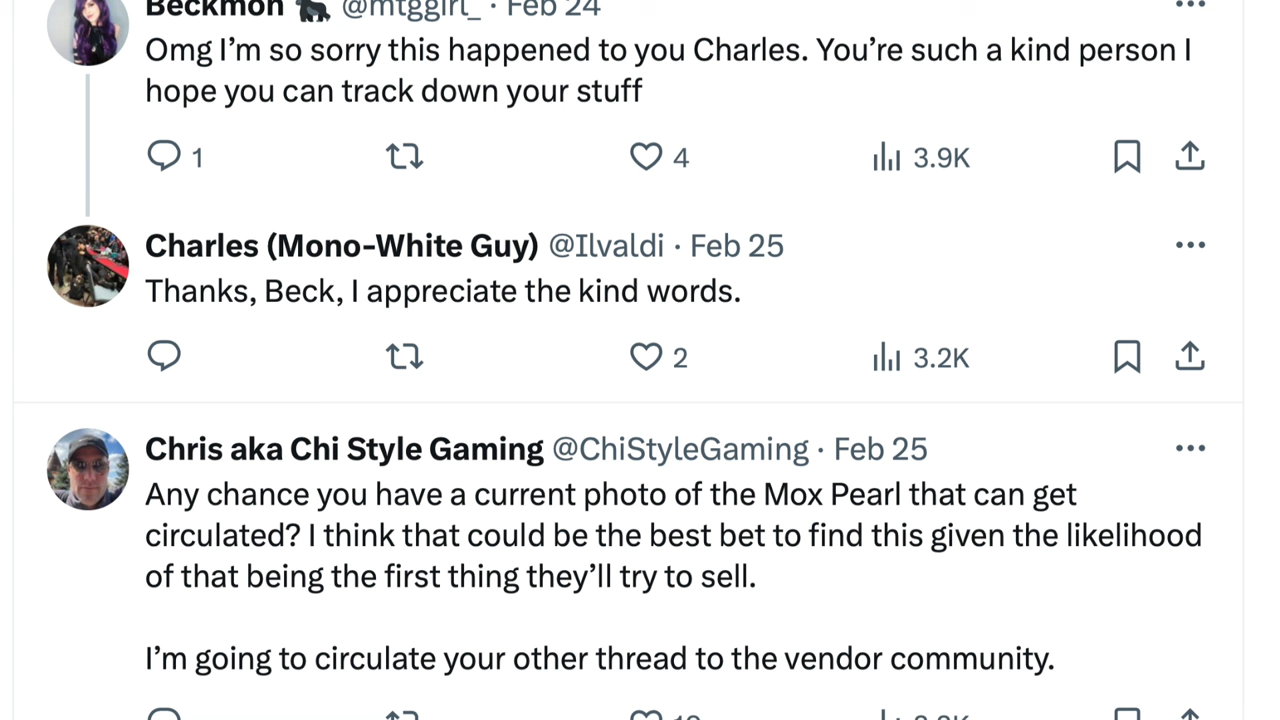 Beckmon 🦍 @mtggirl_ · Feb 24
Omg I’m so sorry this happened to you Charles. You’re such a kind person I
hope you can track down your stuff
1 4 3.9K
Charles (Mono-White Guy) @Ilvaldi · Feb 25
Thanks, Beck, I appreciate the kind words.
2 3.2K
Chris aka Chi Style Gaming @ChiStyleGaming · Feb 25
Any chance you have a current photo of the Mox Pearl that can get
circulated? I think that could be the best bet to find this given the likelihood
of that being the first thing they’ll try to sell.
I’m going to circulate your other thread to the vendor community.